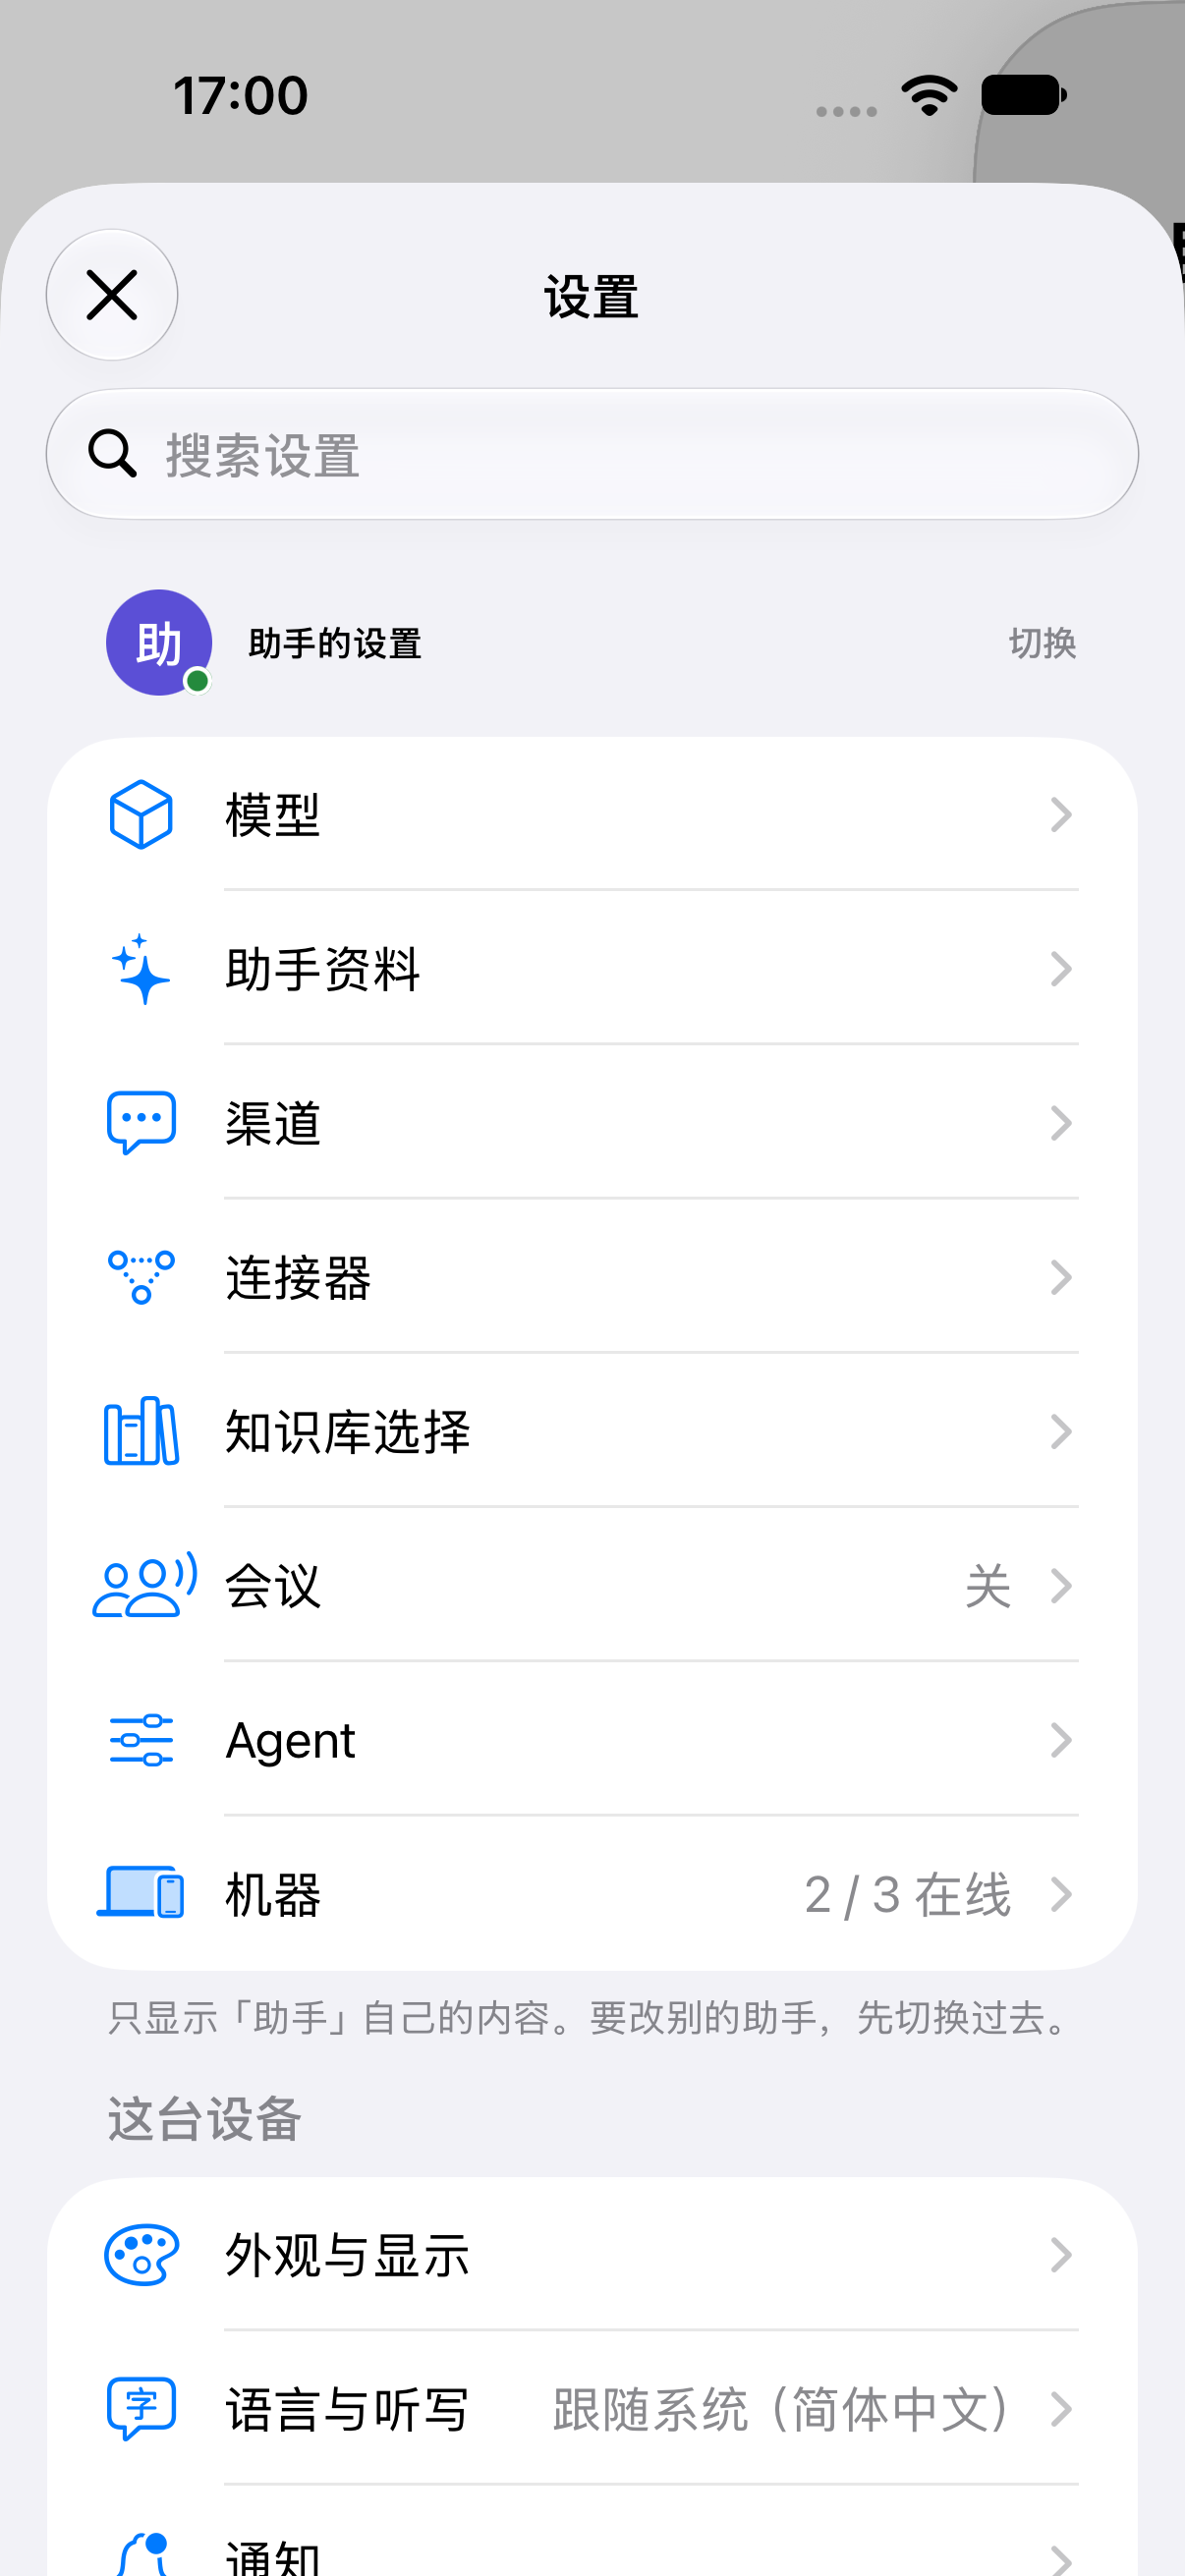 17:00
设置
搜索设置
助
助手的设置
切换
模型
助手资料
渠道
连接器
知识库选择
会议
关
Agent
机器
2 / 3 在线
只显示「助手」自己的内容。要改别的助手，先切换过去。
这台设备
外观与显示
字
语言与听写
跟随系统（简体中文）
通知